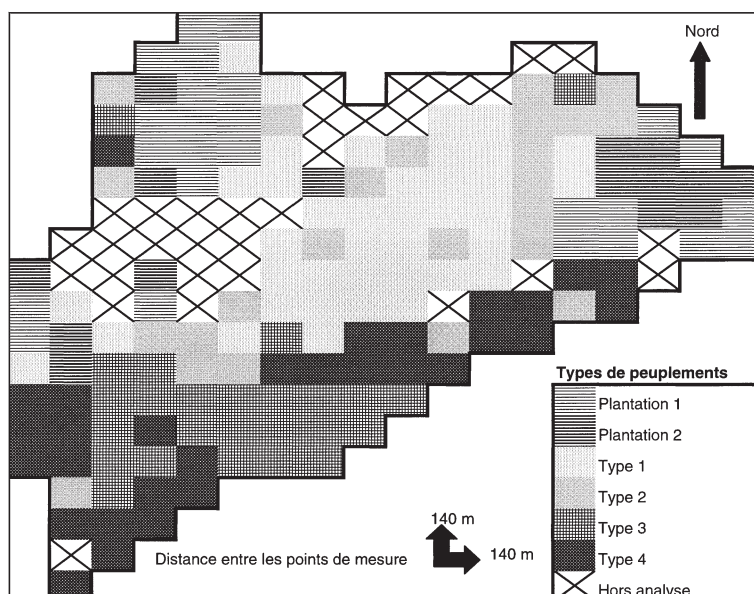 Nord
Types de peuplements
Plantation 1
Plantation 2
Type 1
Type 2
Type 3
Type 4
Hors analyse
140 m
140 m
Distance entre les points de mesure